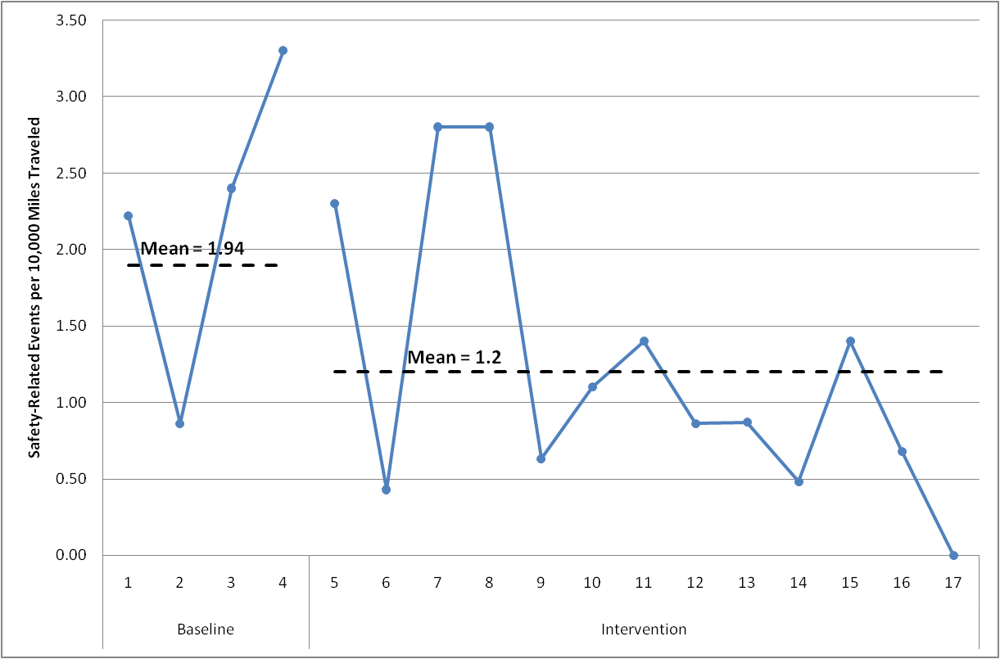 3.50
3.00
2.50
2.00
1.50
1.00
0.50
0.00
Safety-Related Events per 10,000 Miles Traveled
Mean = 1.94
Mean = 1.2
1 2 3 4 5 6 7 8 9 10 11 12 13 14 15 16 17
Baseline Intervention